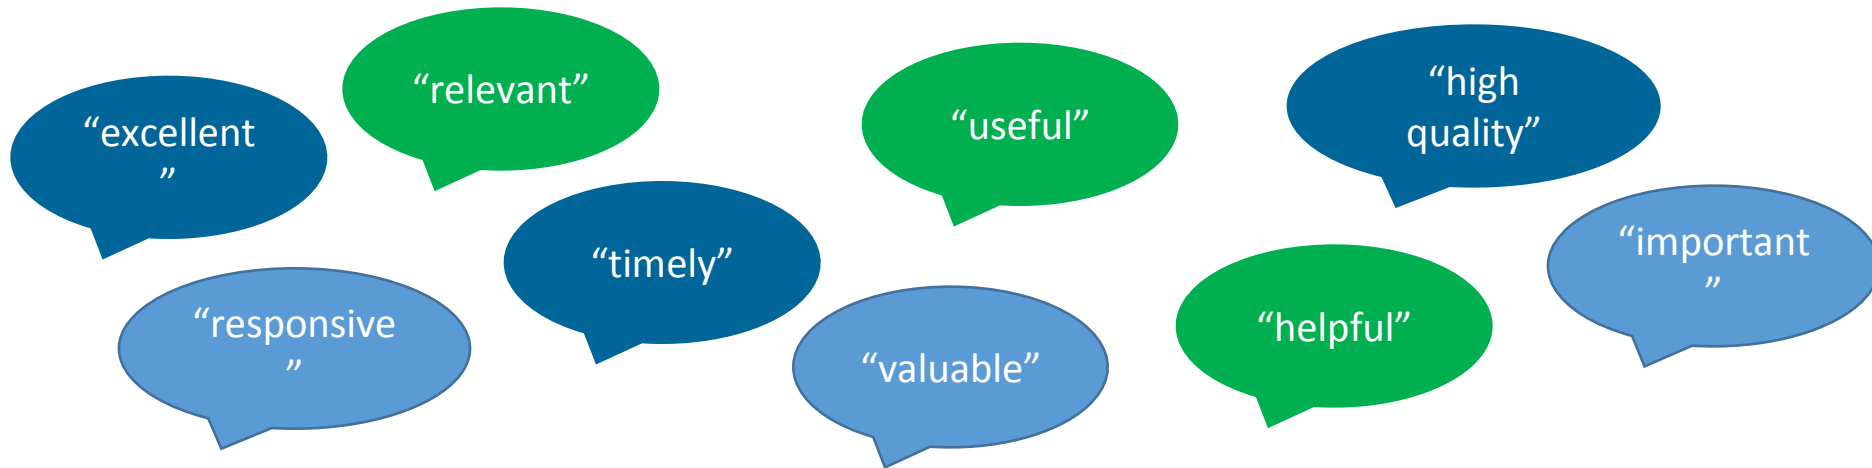 “excellent
”
“relevant”
“useful”
“high
quality”
“responsive
”
“timely”
“valuable”
“helpful”
“important
”